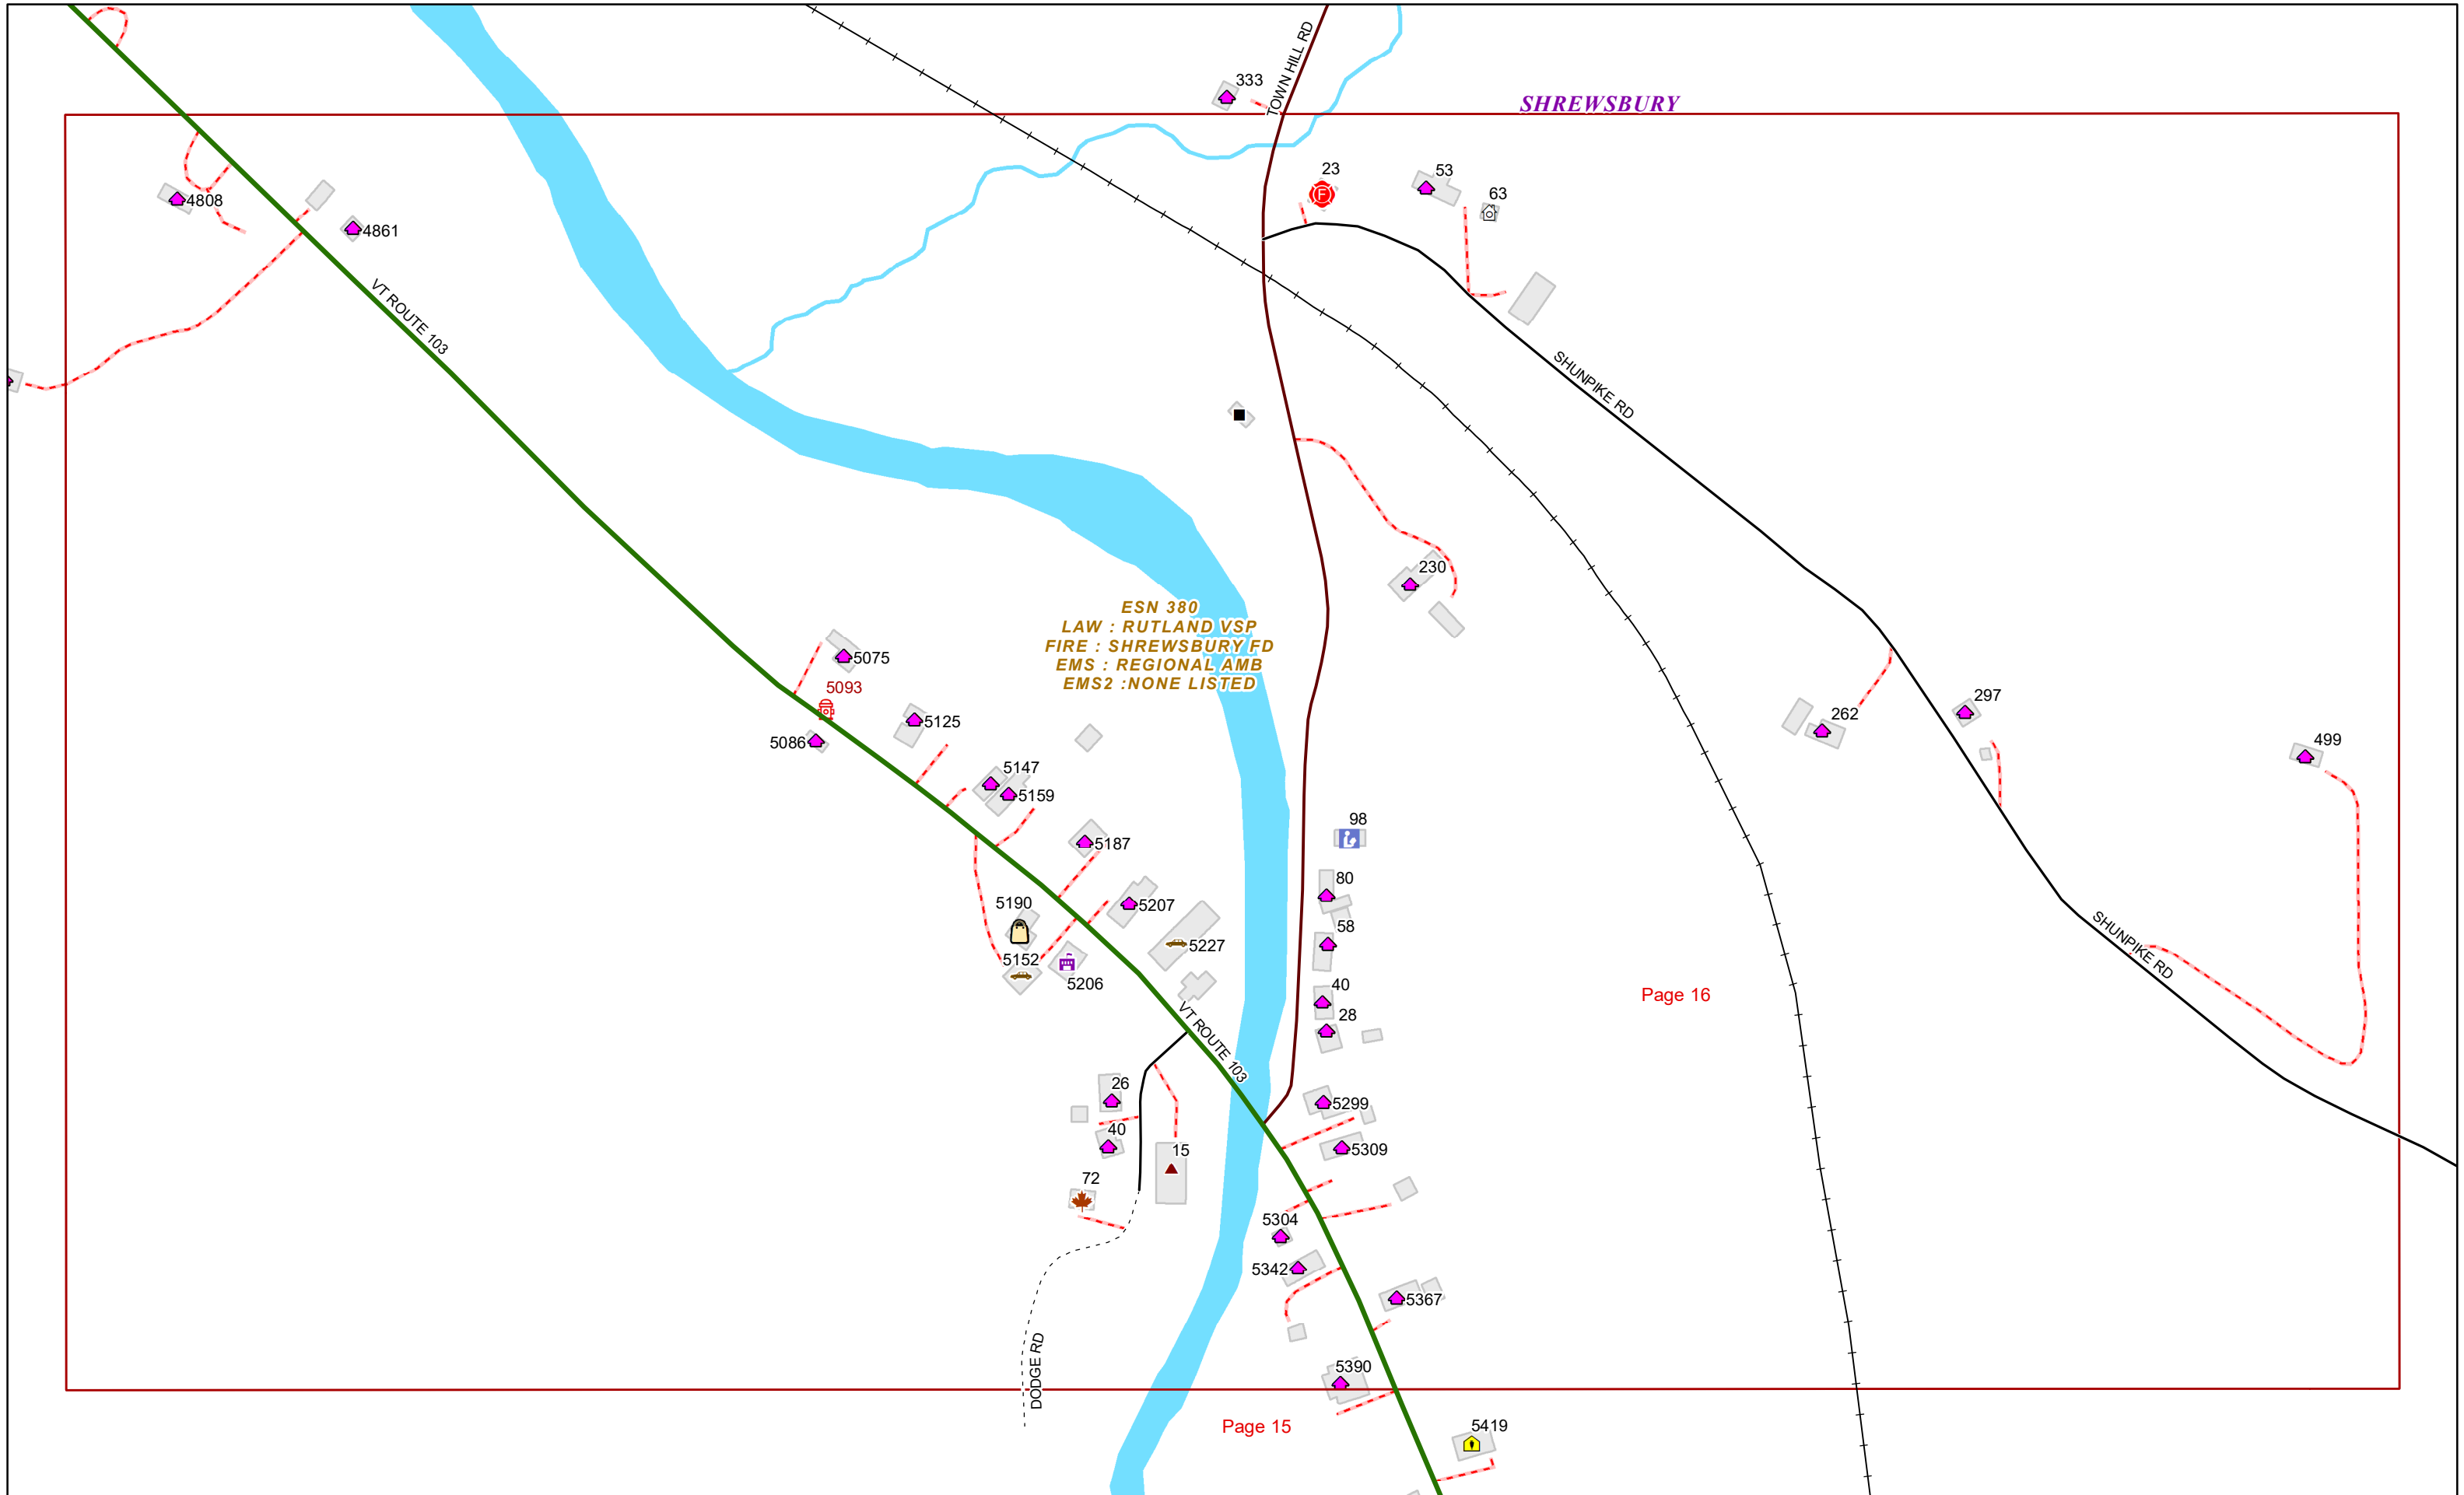 TOWN HILL RD
333
SHREWSBURY
23
53
63
4808
4861
VT ROUTE 103
SHUNPIKE RD
230
ESN 380
LAW : RUTLAND VSP
FIRE : SHREWSBURY FD
EMS : REGIONAL AMB
EMS2 :NONE LISTED
5075
5093
5125
5086
262
297
499
5147
5159
98
5187
80
5190
5207
58
5227
5152
5206
SHUNPIKE RD
40
Page 16
28
VT ROUTE 103
26
5299
40
15
5309
72
5304
5342
5367
DODGE RD
5390
Page 15
5419
F